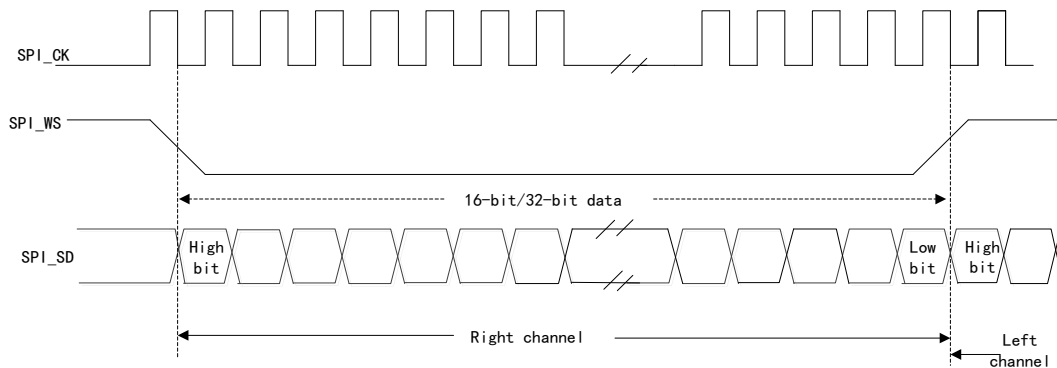 SPI_CK
SPI_WS
16-bit/32-bit data
SPI_SD
High
bit
Low
bit
High
bit
Right channel
Left
channel